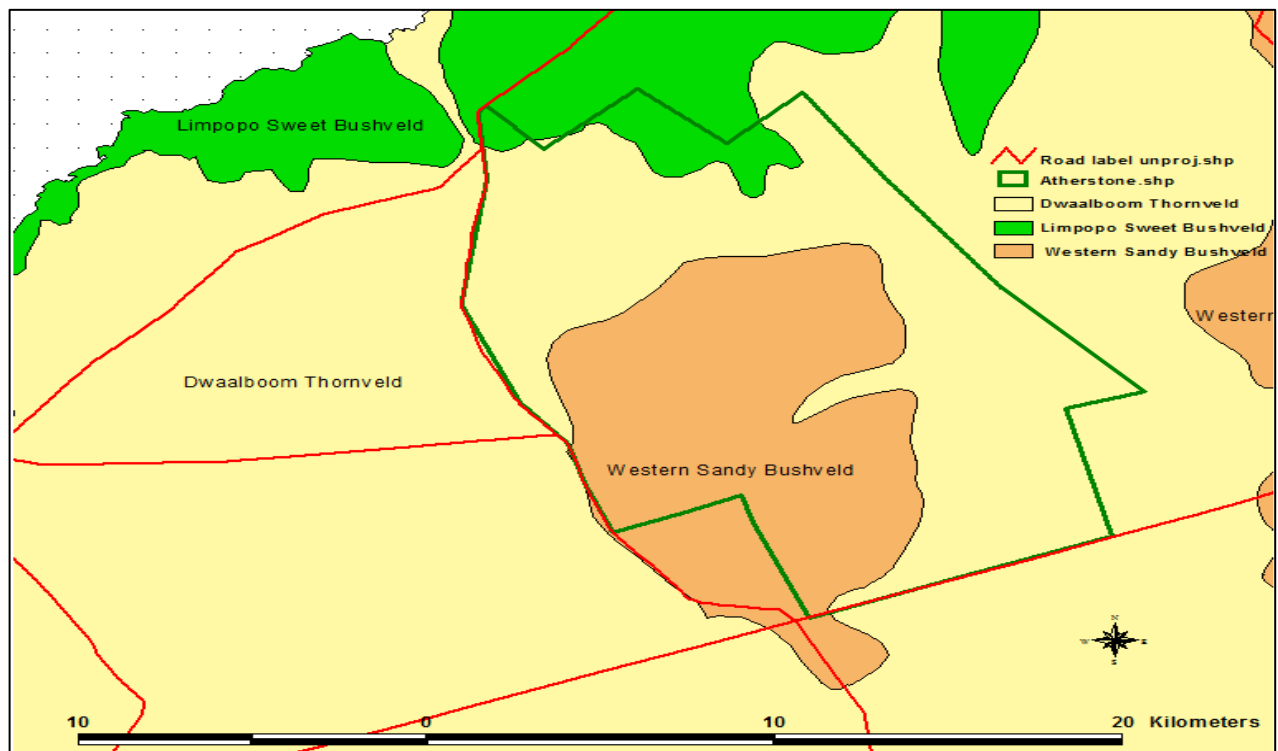 Limpopo Sweet Bushveld
Road label unproj.shp
Atherstone.shp
Dwaalboom Thornveld
Limpopo Sweet Bushveld
Western Sandy Bushveld
Western
Dwaalboom Thornveld
Western Sandy Bushveld
N
W E
S
10 0 10 20 Kilometers